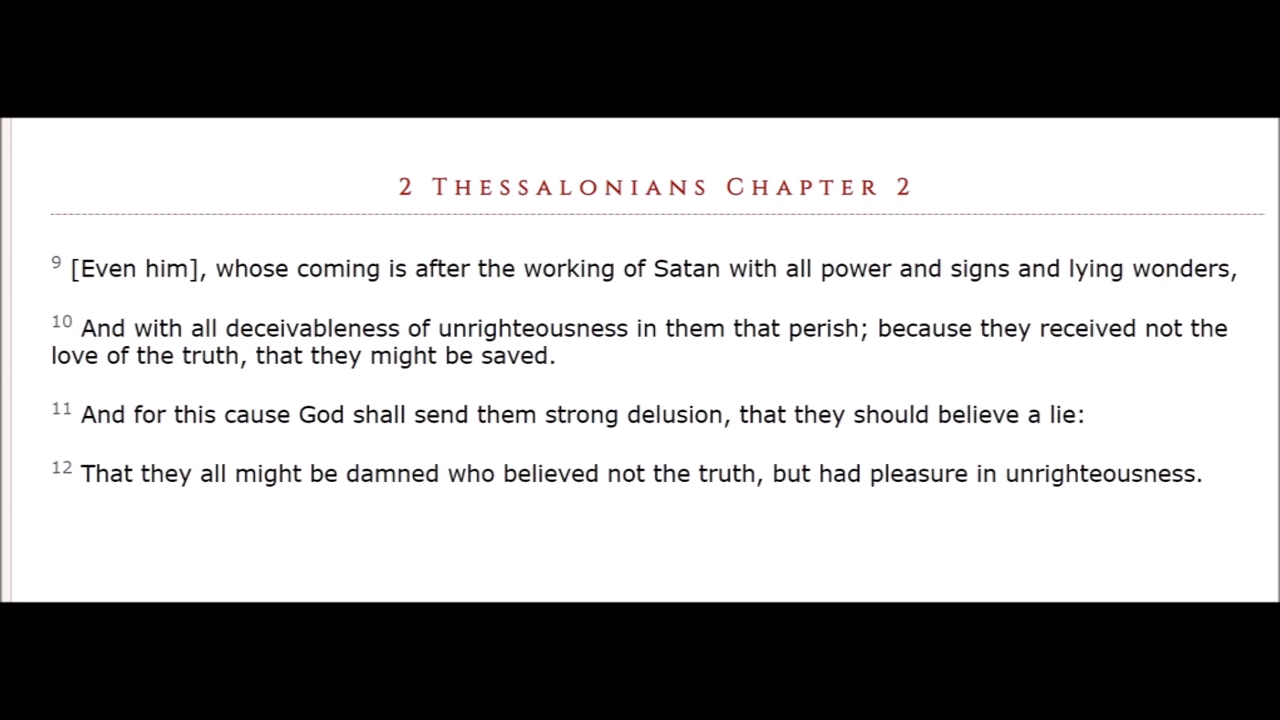 2 Thessalonians Chapter 2
9 [Even him], whose coming is after the working of Satan with all power and signs and lying wonders,
10 And with all deceivableness of unrighteousness in them that perish; because they received not the
love of the truth, that they might be saved.
11 And for this cause God shall send them strong delusion, that they should believe a lie:
12 That they all might be damned who believed not the truth, but had pleasure in unrighteousness.